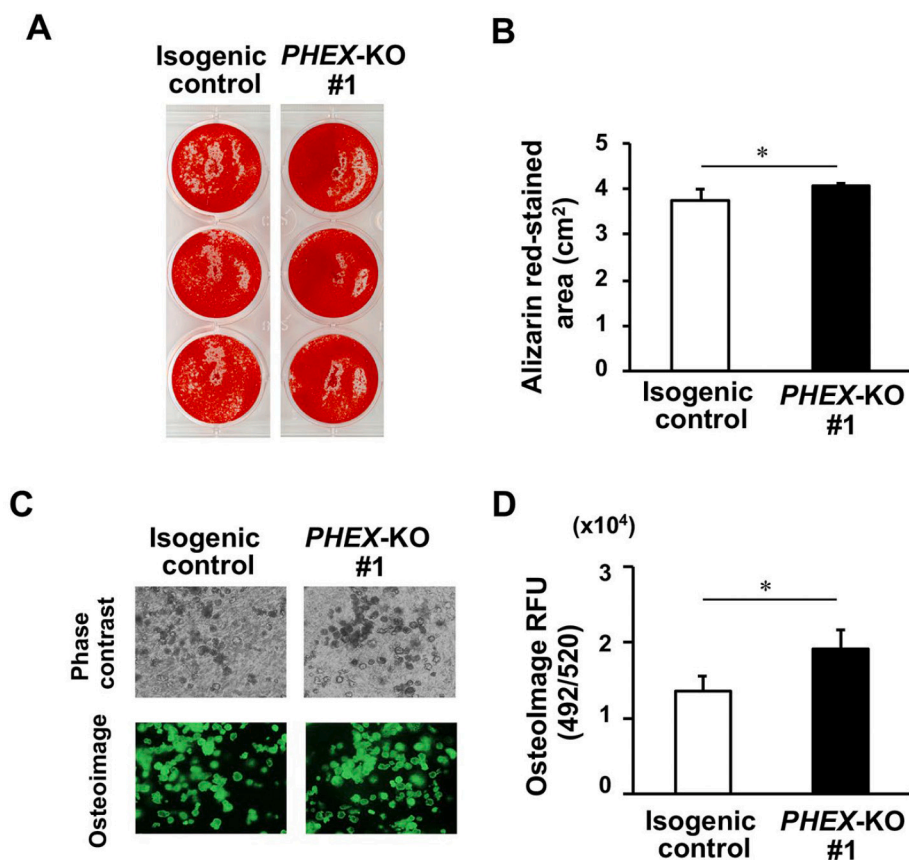 A
Isogenic control
PHEX-KO #1
B
Alizarin red-stained area (cm²)
5
4
3
2
1
0
*
Isogenic control
PHEX-KO #1
C
Isogenic control
PHEX-KO #1
Phase contrast
Osteoimage
D
(x10⁴)
OsteoImage RFU (492/520)
3
2
1
0
*
Isogenic control
PHEX-KO #1